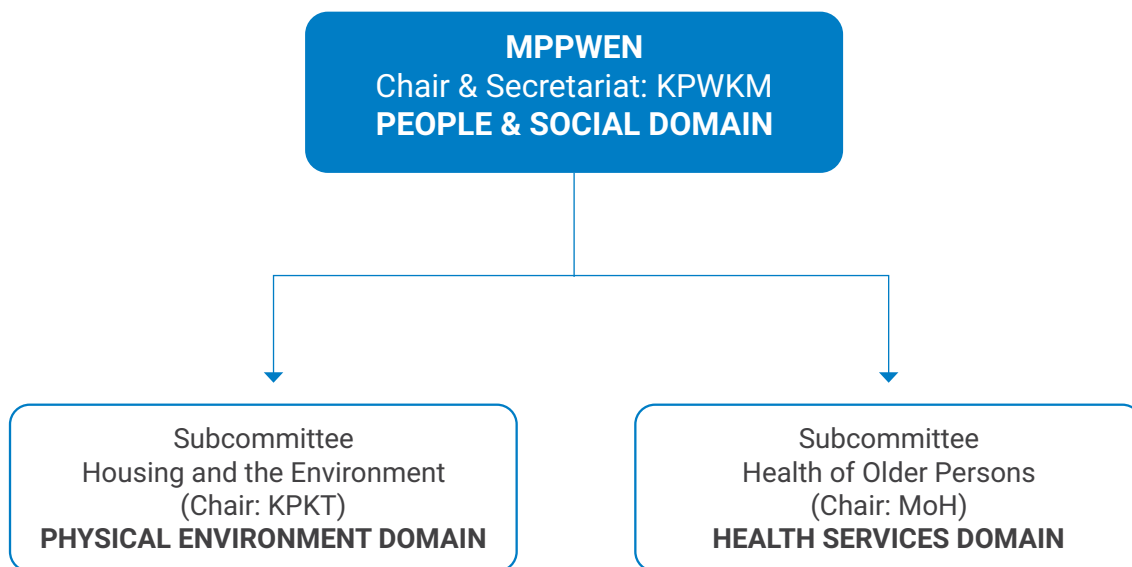 MPPWEN
Chair & Secretariat: KPWKM
PEOPLE & SOCIAL DOMAIN
Subcommittee
Housing and the Environment
(Chair: KPKT)
PHYSICAL ENVIRONMENT DOMAIN
Subcommittee
Health of Older Persons
(Chair: MoH)
HEALTH SERVICES DOMAIN